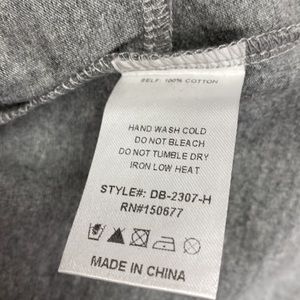 SELF: 100% COTTON
HAND WASH COLD
DO NOT BLEACH
DO NOT TUMBLE DRY
IRON LOW HEAT
STYLE#: DB-2307-H
RN#150677
MADE IN CHINA